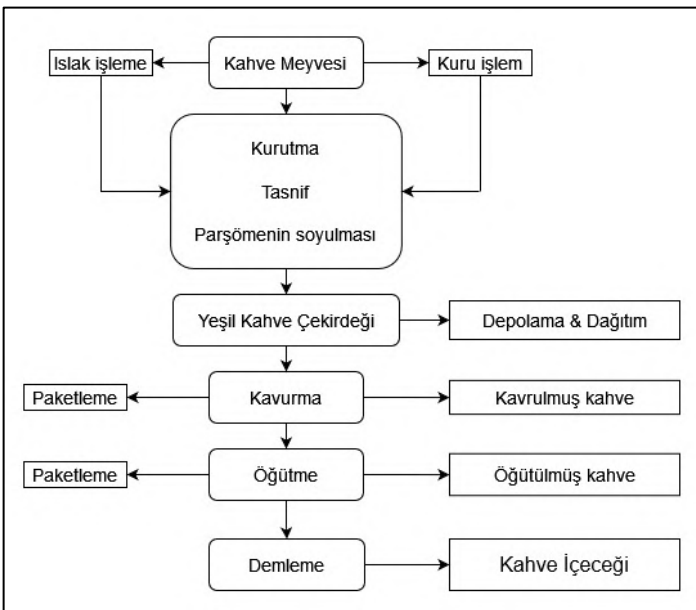 Islak işleme
Kahve Meyvesi
Kuru işlem
Kurutma
Tasnif
Parşömenin soyulması
Yeşil Kahve Çekirdeği
Depolama & Dağıtım
Paketleme
Kavurma
Kavrulmuş kahve
Paketleme
Öğütme
Öğütülmüş kahve
Demleme
Kahve İçeceği